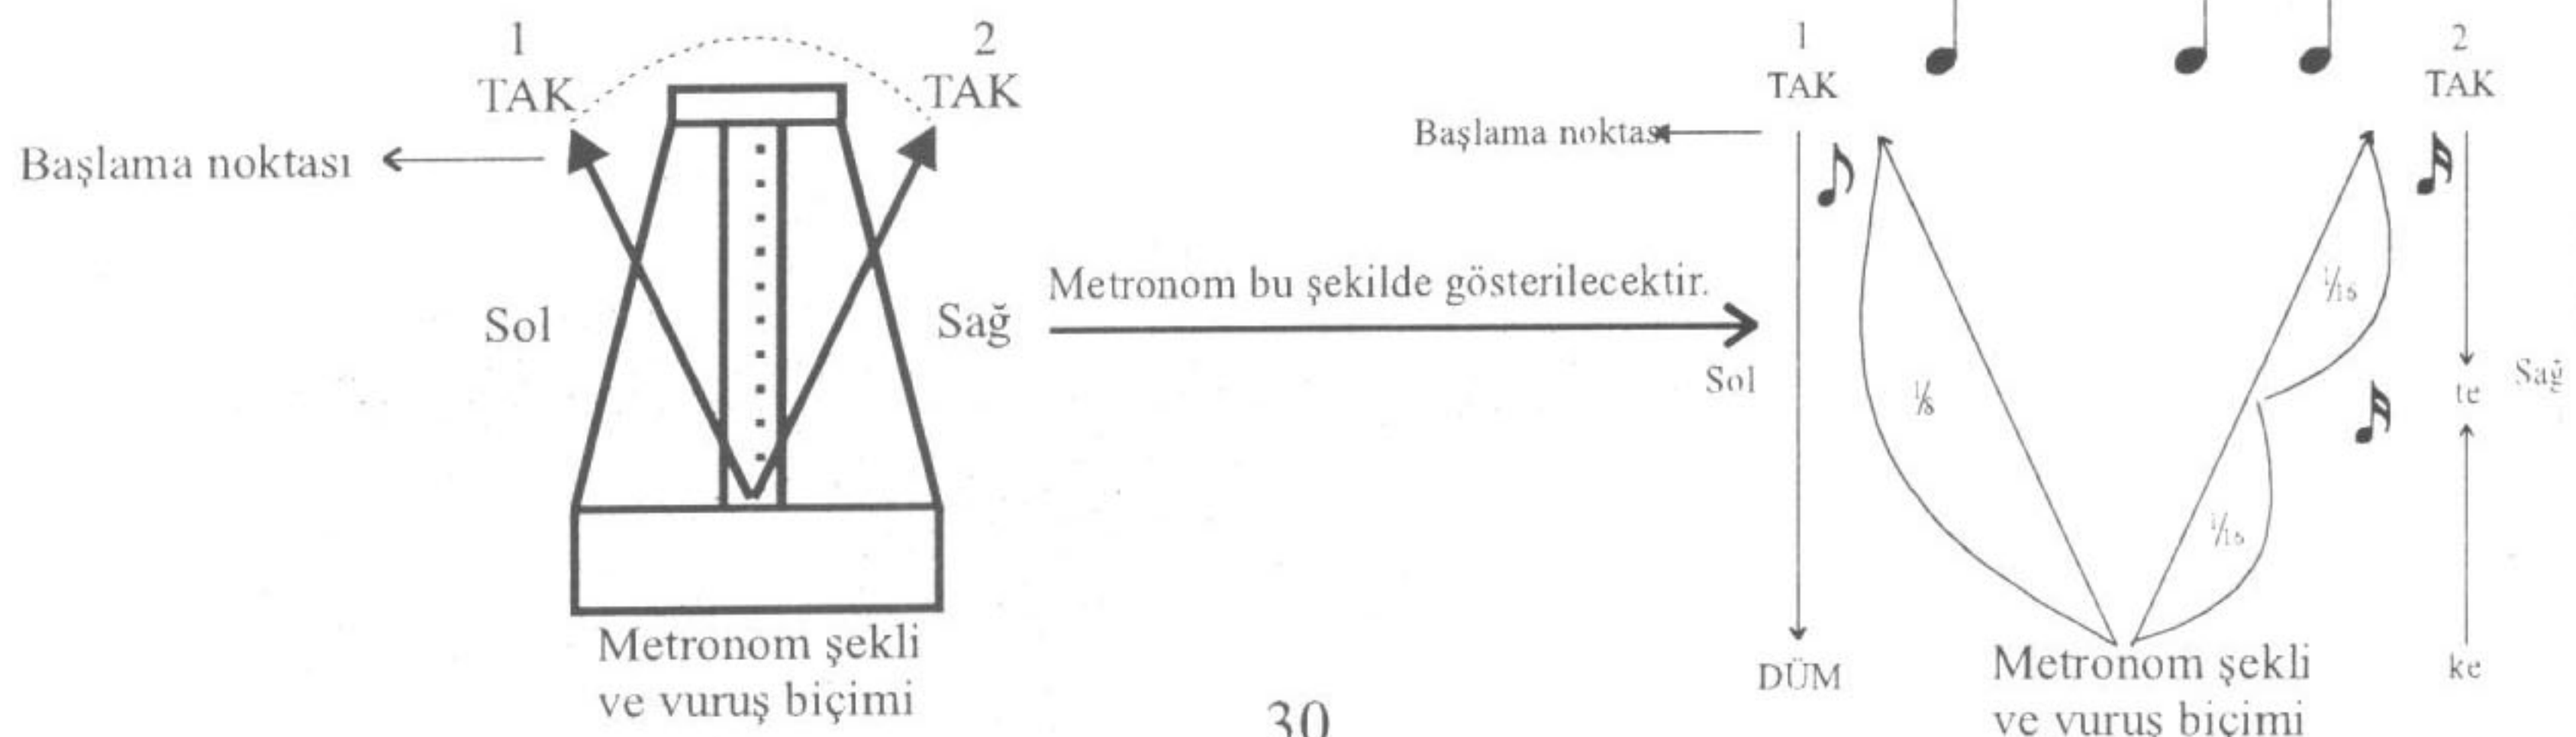 1
TAK
2
TAK
Başlama noktası
Sol
Sağ
Metronom şekli
ve vuruş biçimi
Metronom bu şekilde gösterilecektir.
1
TAK
2
TAK
Başlama noktası
Sol
1/8
1/16
1/16
te
Sağ
DÜM
ke
Metronom şekli
ve vuruş biçimi
30